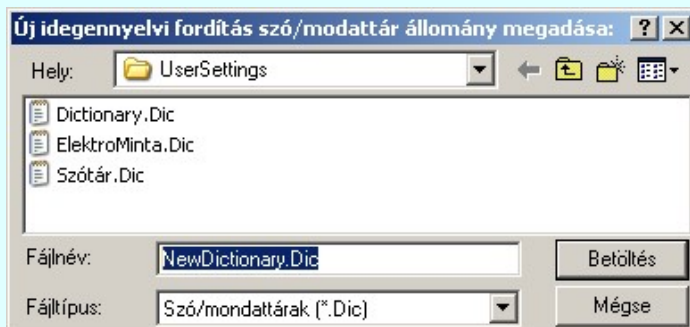 Új idegennyelvi fordítás szó/modattár állomány megadása:
Hely: UserSettings
Dictionary.Dic
ElektroMinta.Dic
Szótár.Dic
Fájlnév: NewDictionary.Dic Betöltés
Fájltípus: Szó/mondattárak (*.Dic) Mégse